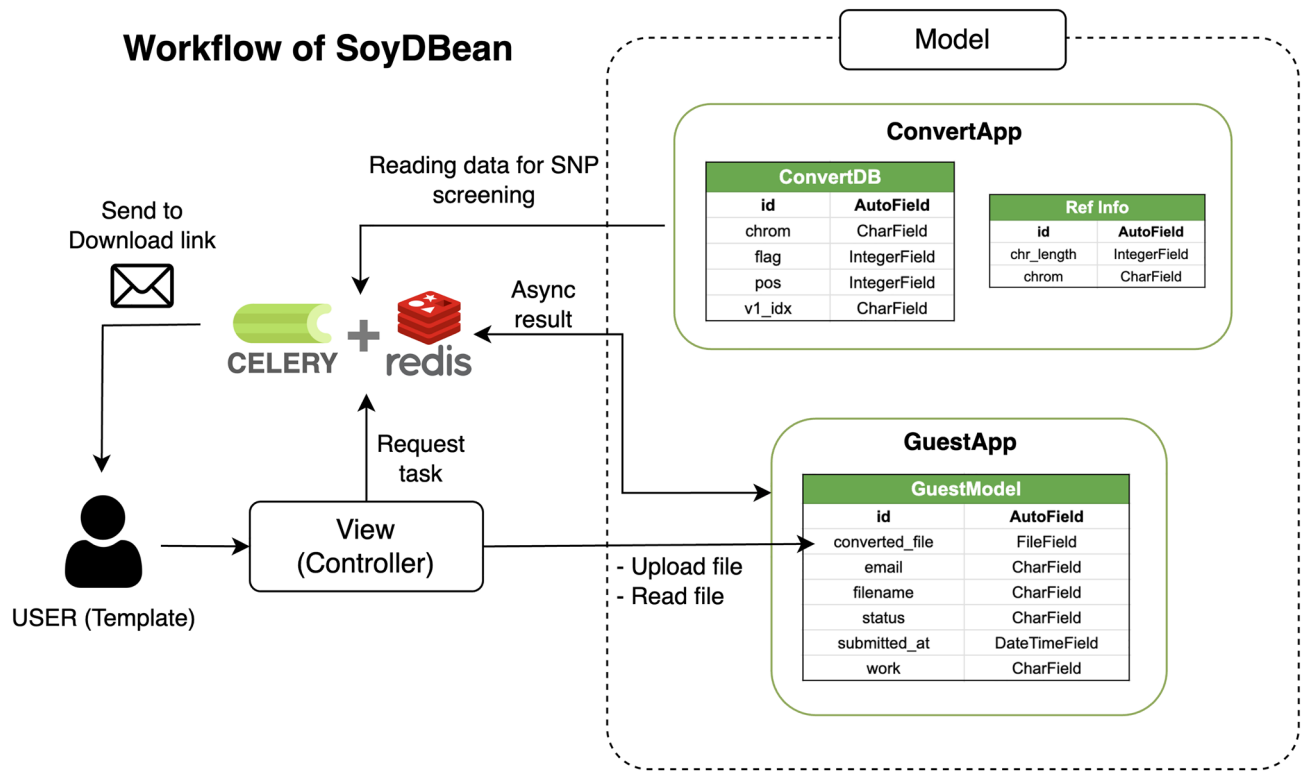 Workflow of SoyDBean
Model
ConvertApp
ConvertDB
id AutoField
chrom CharField
flag IntegerField
pos IntegerField
v1_idx CharField
Ref Info
id AutoField
chr_length IntegerField
chrom CharField
Reading data for SNP
screening
Send to
Download link
CELERY
+
redis
Async
result
Request
task
View
(Controller)
USER (Template)
- Upload file
- Read file
GuestApp
GuestModel
id AutoField
converted_file FileField
email CharField
filename CharField
status CharField
submitted_at DateTimeField
work CharField